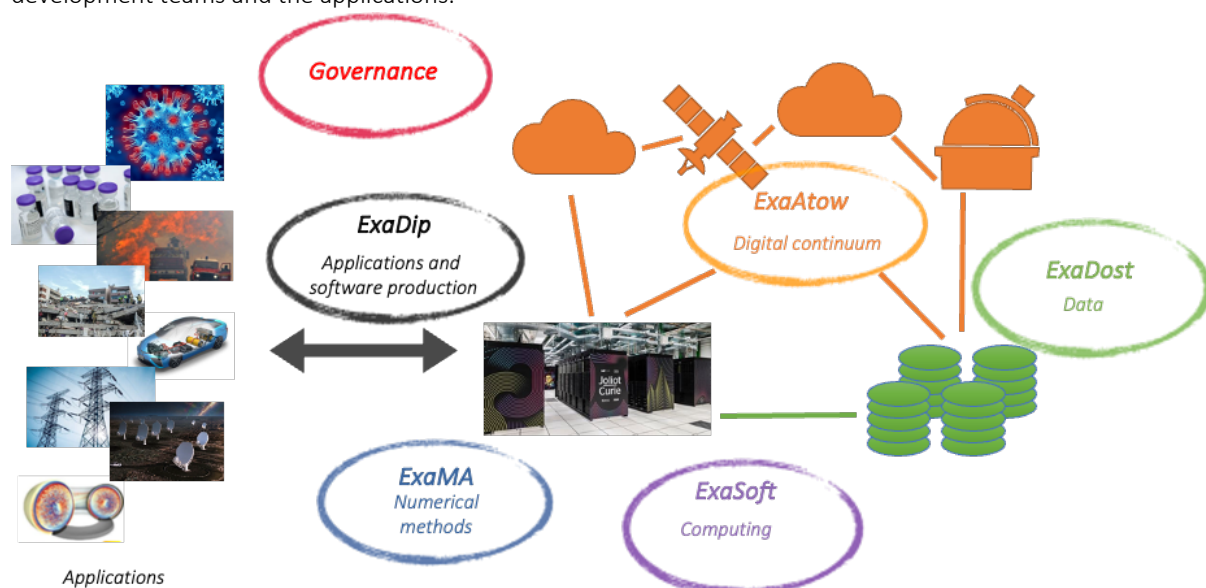 development teams and the applications.
Governance
ExaDip
Applications and
software production
ExaAtow
Digital continuum
ExaDost
Data
Joliot
Curie
ExaMA
Numerical
methods
ExaSoft
Computing
Applications